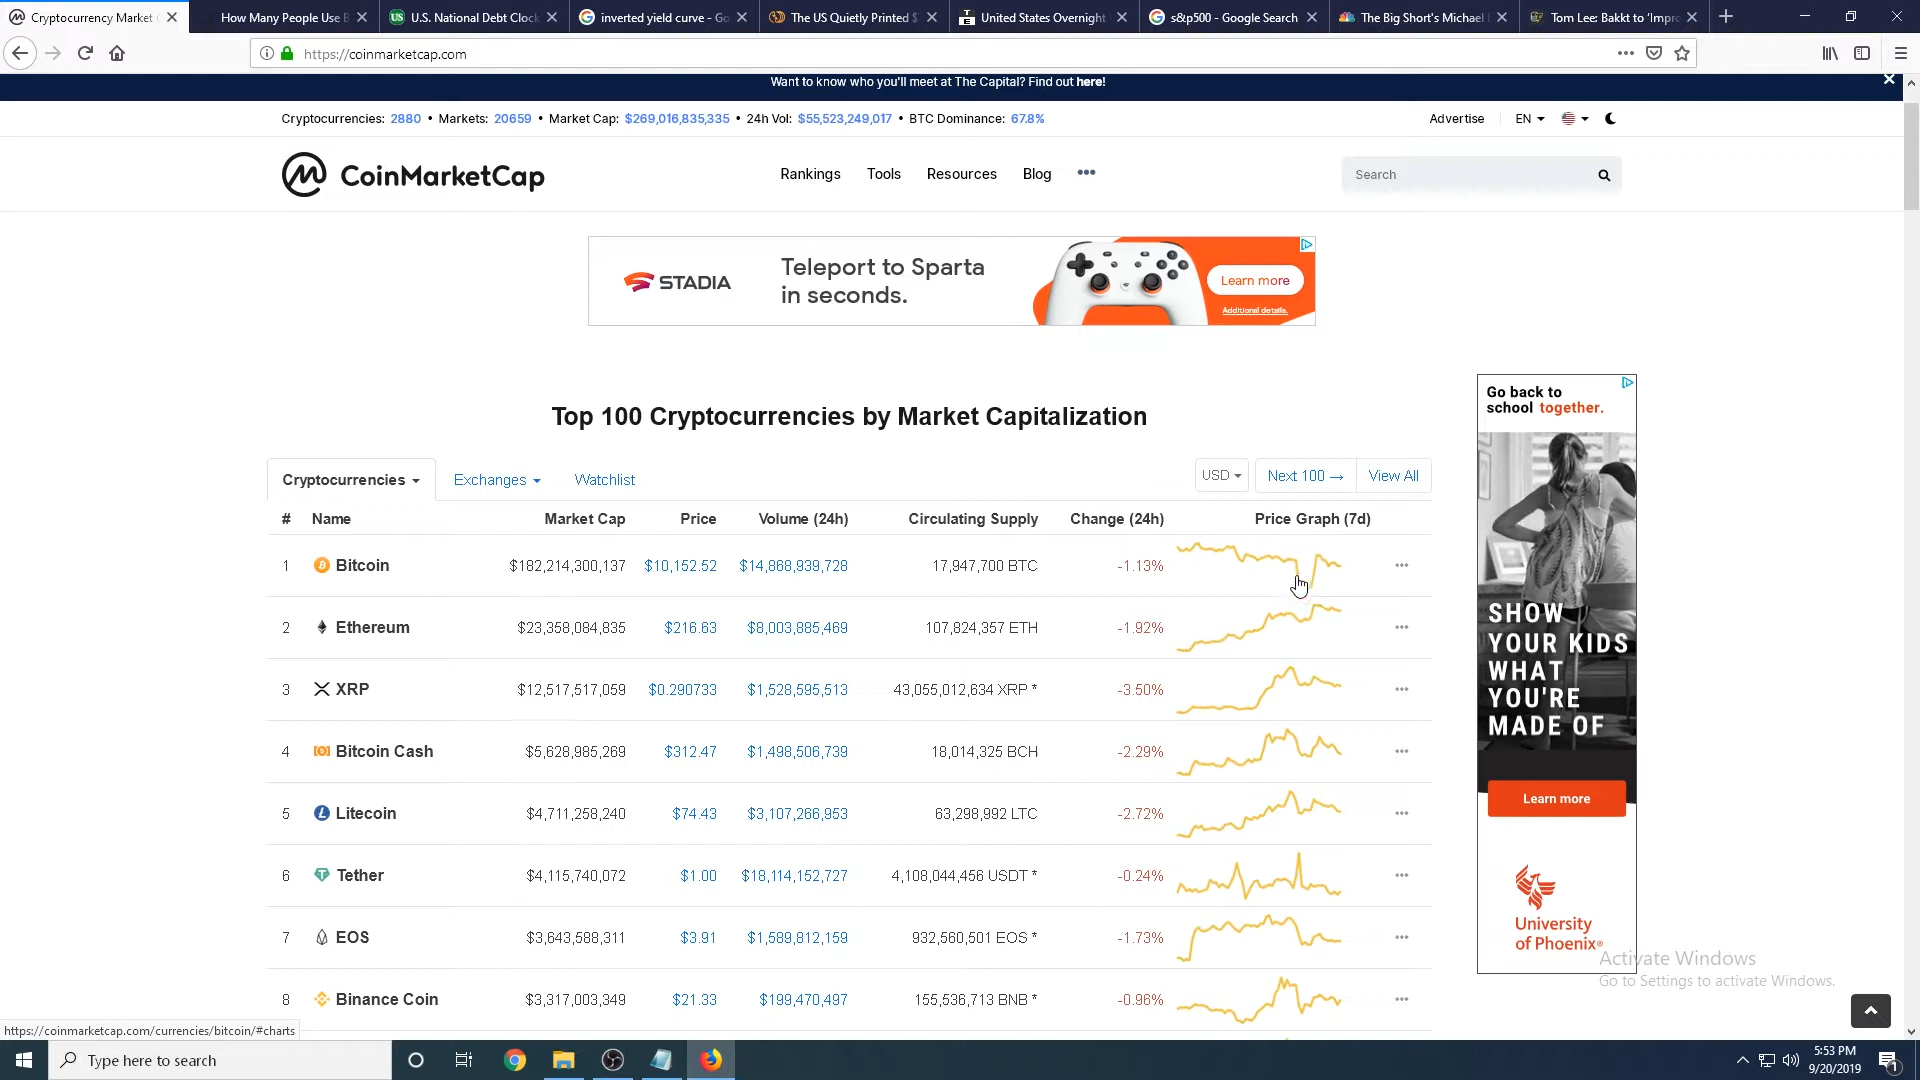 Cryptocurrency Market C
How Many People Use B
U.S. National Debt Clock
inverted yield curve - Go
The US Quietly Printed $
United States Overnight
s&p500 - Google Search
The Big Short's Michael
Tom Lee: Bakkt to ‘Impro
https://coinmarketcap.com
Want to know who you'll meet at The Capital? Find out here!
Cryptocurrencies: 2880 • Markets: 20659 • Market Cap: $269,016,835,335 • 24h Vol: $55,523,249,017 • BTC Dominance: 67.8%
Advertise EN
CoinMarketCap
Rankings Tools Resources Blog
Search
STADIA
Teleport to Sparta
in seconds.
Learn more
Additional details.
Top 100 Cryptocurrencies by Market Capitalization
Cryptocurrencies Exchanges Watchlist
USD Next 100 → View All
# Name Market Cap Price Volume (24h) Circulating Supply Change (24h) Price Graph (7d)
1 Bitcoin $182,214,300,137 $10,152.52 $14,868,939,728 17,947,700 BTC -1.13%
2 Ethereum $23,358,084,835 $216.63 $8,003,885,469 107,824,357 ETH -1.92%
3 XRP $12,517,517,059 $0.290733 $1,528,595,513 43,055,012,634 XRP * -3.50%
4 Bitcoin Cash $5,628,985,269 $312.47 $1,498,506,739 18,014,325 BCH -2.29%
5 Litecoin $4,711,258,240 $74.43 $3,107,266,953 63,298,992 LTC -2.72%
6 Tether $4,115,740,072 $1.00 $18,114,152,727 4,108,044,456 USDT * -0.24%
7 EOS $3,643,588,311 $3.91 $1,589,812,159 932,560,501 EOS * -1.73%
8 Binance Coin $3,317,003,349 $21.33 $199,470,497 155,536,713 BNB * -0.96%
Go back to
school together.
SHOW
YOUR KIDS
WHAT
YOU'RE
MADE OF
Learn more
University
of Phoenix®
Activate Windows
Go to Settings to activate Windows.
https://coinmarketcap.com/currencies/bitcoin/#charts
Type here to search
5:53 PM
9/20/2019
1